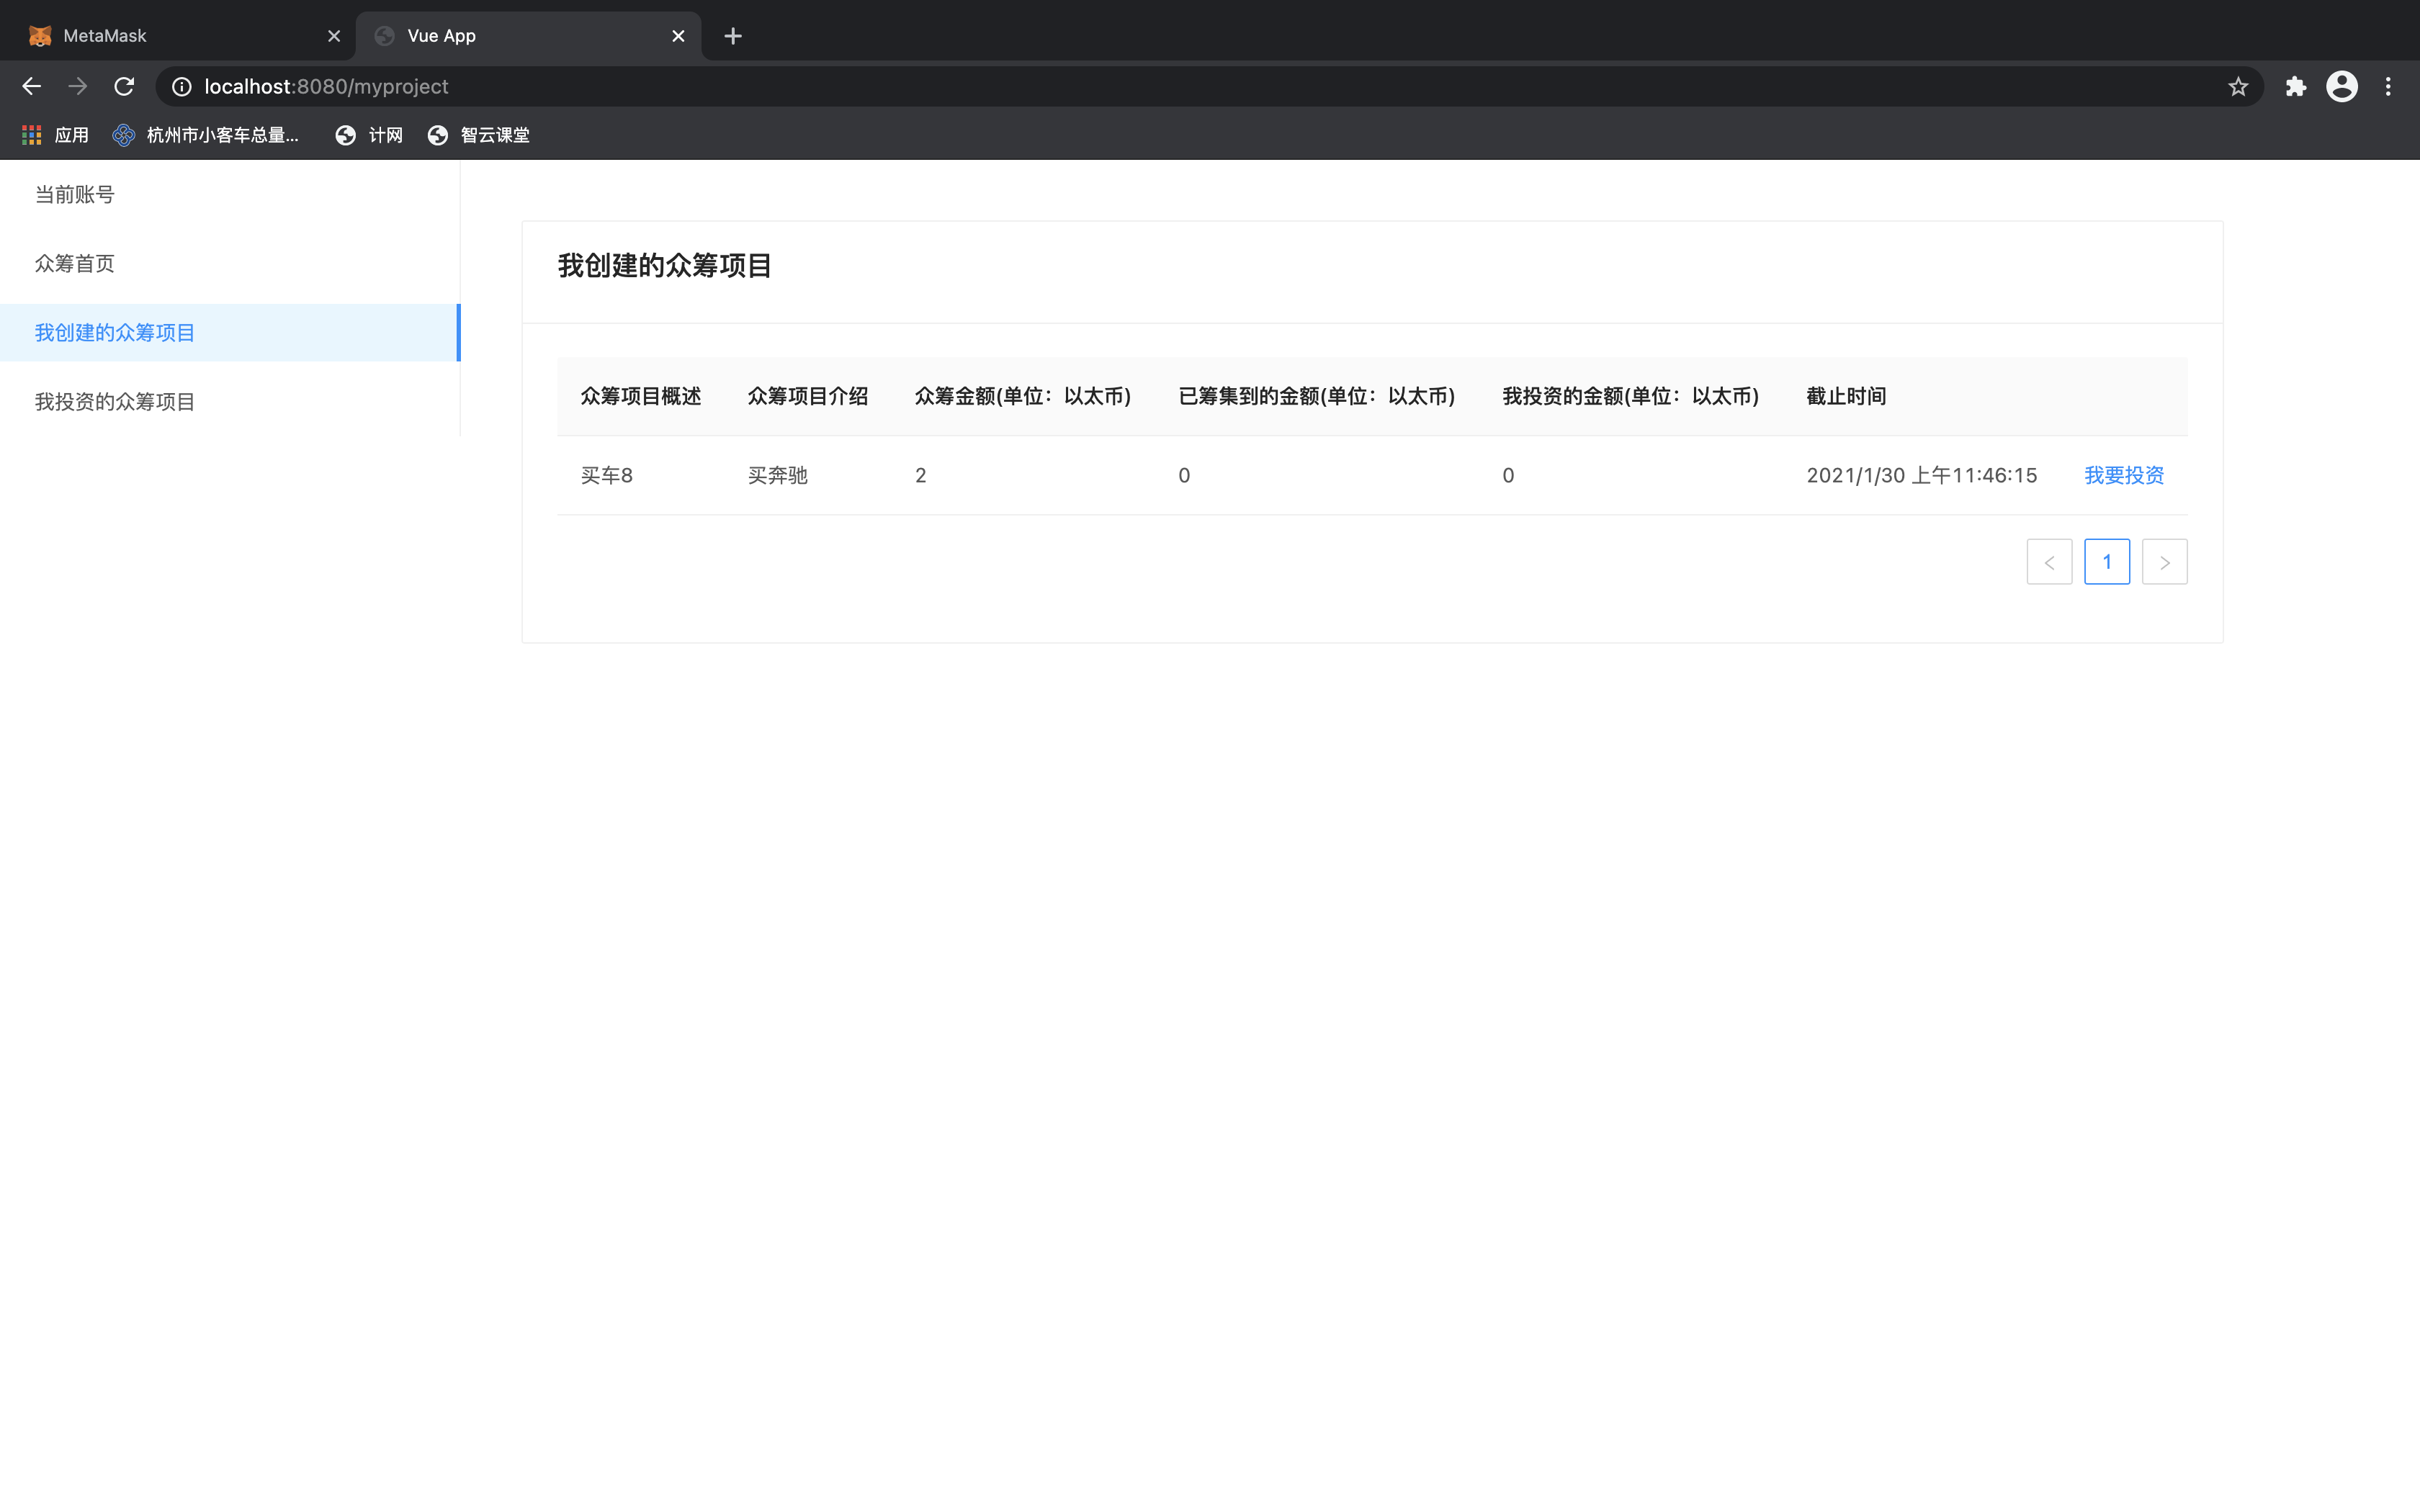 MetaMask
Vue App
localhost:8080/myproject
应用
杭州市小客车总量...
计网
智云课堂
当前账号
众筹首页
我创建的众筹项目
我投资的众筹项目
我创建的众筹项目
众筹项目概述 众筹项目介绍 众筹金额(单位：以太币) 已筹集到的金额(单位：以太币) 我投资的金额(单位：以太币) 截止时间
买车8 买奔驰 2 0 0 2021/1/30 上午11:46:15 我要投资
< 1 >